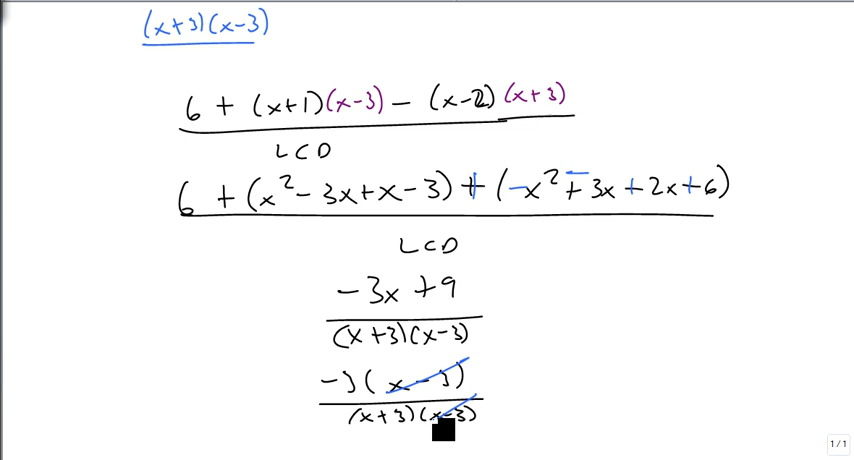 (x+3)(x-3)
6 + (x+1)(x-3) - (x-2)(x+3)
LCD
6 + (x² - 3x + x - 3) + (-x² - 3x + 2x + 6)
LCD
-3x + 9
(x+3)(x-3)
-3(x-3)
(x+3)(x-3)
1/1